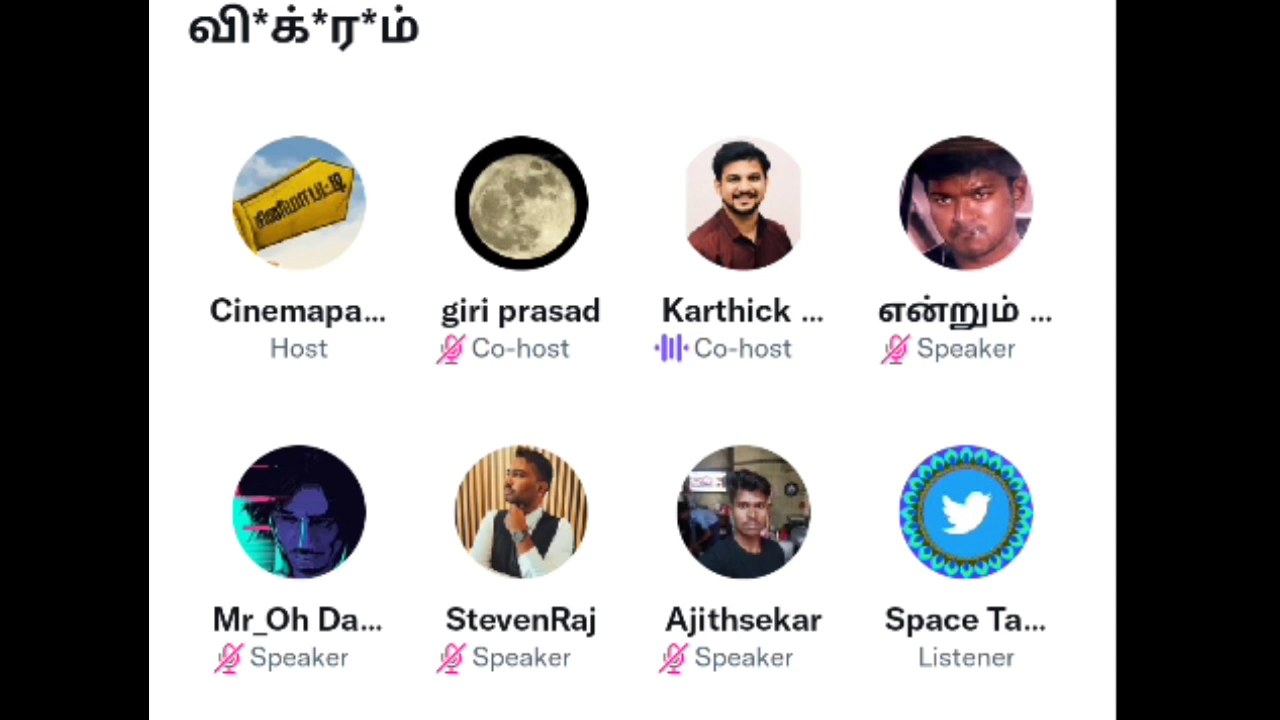 வி*க்*ர*ம்
சினிமாபட்டி
Cinemapa...
giri prasad
Karthick ...
என்றும் ...
Host
Co-host
Co-host
Speaker
Mr_Oh Da...
StevenRaj
Ajithsekar
Space Ta...
Speaker
Speaker
Speaker
Listener